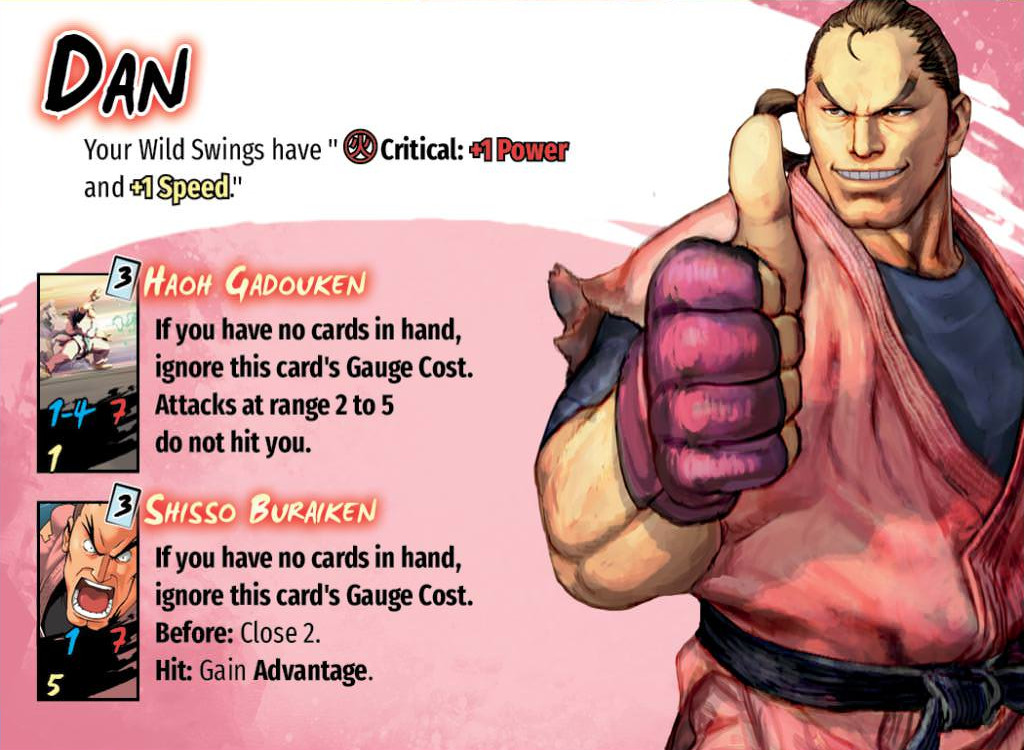 DAN
Your Wild Swings have " 火 Critical: +1 Power
and +1 Speed."
3 HAOH GADOUKEN
If you have no cards in hand,
ignore this card's Gauge Cost.
Attacks at range 2 to 5
do not hit you.
1-4 7
1
3 SHISSO BURAIKEN
If you have no cards in hand,
ignore this card's Gauge Cost.
Before: Close 2.
Hit: Gain Advantage.
1 7
5